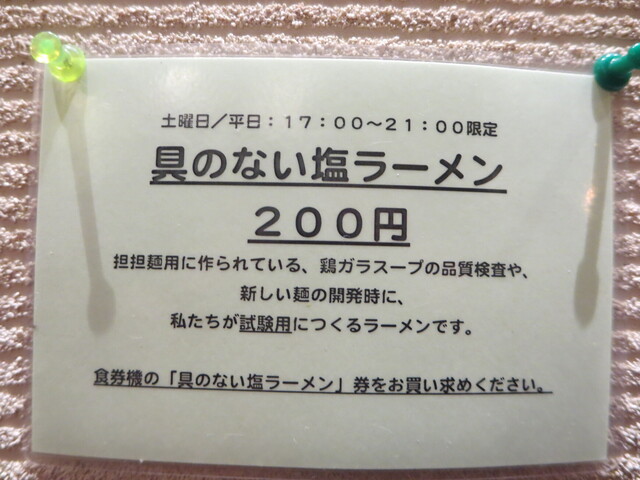 土曜日／平日：１７：００～２１：００限定
具のない塩ラーメン
２００円
担担麺用に作られている、鶏ガラスープの品質検査や、
新しい麺の開発時に、
私たちが試験用につくるラーメンです。
食券機の「具のない塩ラーメン」券をお買い求めください。